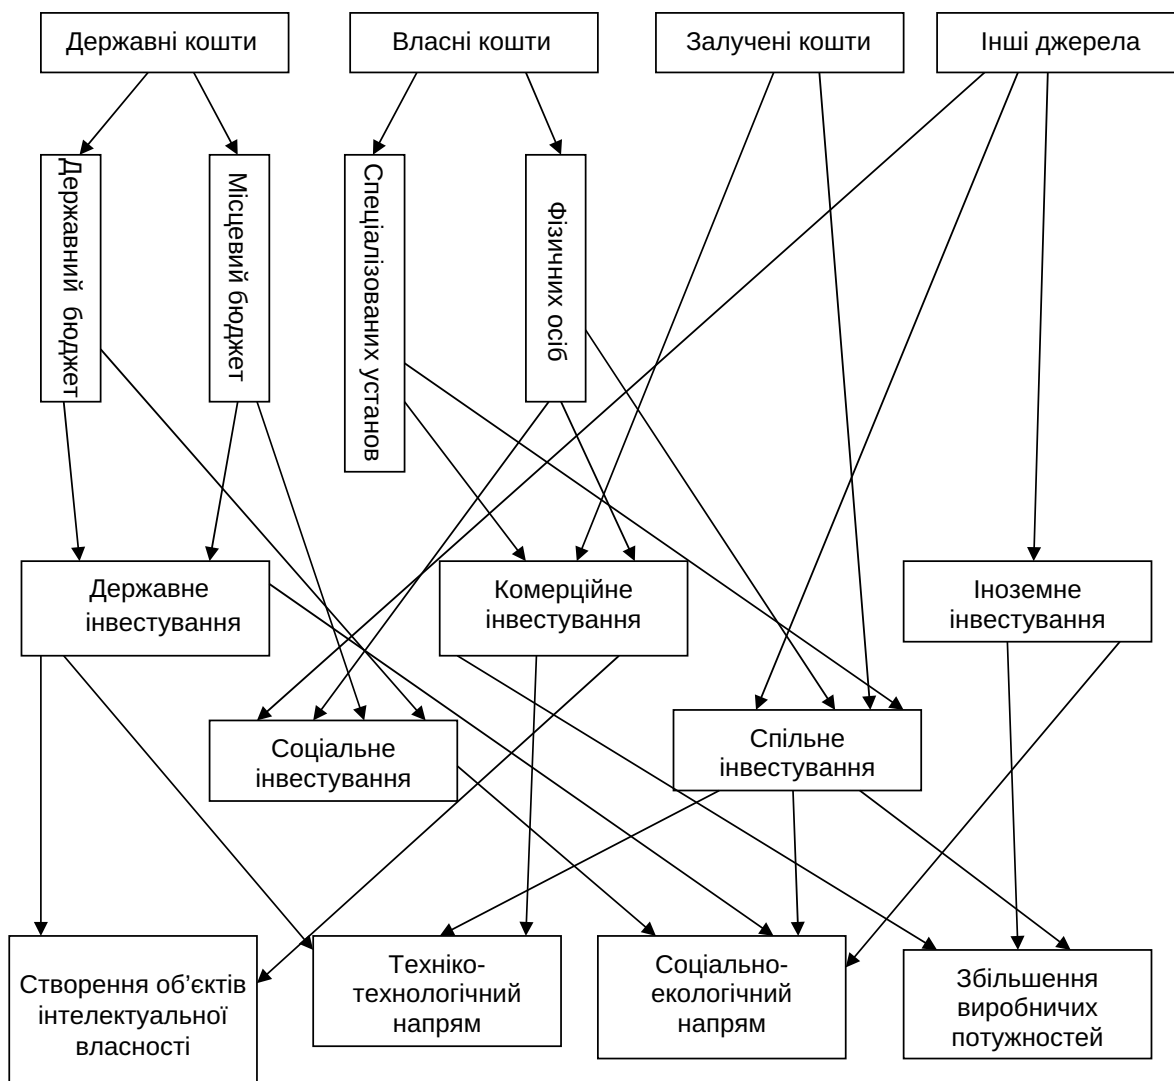 Державні кошти
Власні кошти
Залучені кошти
Інші джерела
Державний бюджет
Місцевий бюджет
Спеціалізованих установ
Фізичних осіб
Державне
інвестування
Комерційне
інвестування
Іноземне
інвестування
Соціальне
інвестування
Спільне
інвестування
Створення об’єктів
інтелектуальної
власності
Техніко-
технологічний
напрям
Соціально-
екологічний
напрям
Збільшення
виробничих
потужностей